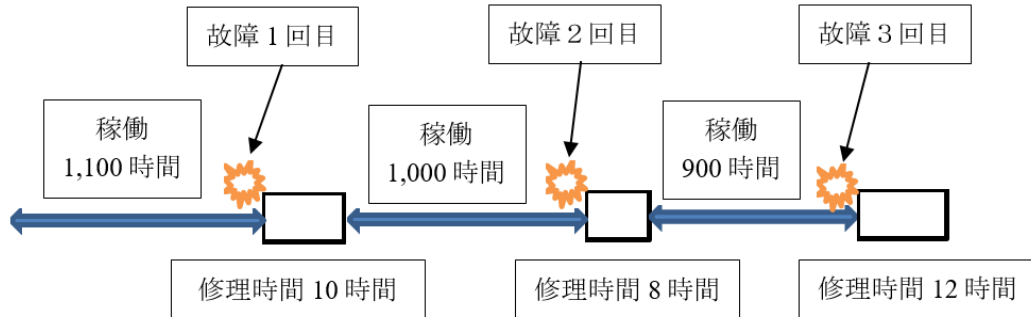 故障1回目
故障２回目
故障３回目
稼働
1,100 時間
稼働
1,000 時間
稼働
900 時間
修理時間 10 時間
修理時間 8 時間
修理時間 12 時間